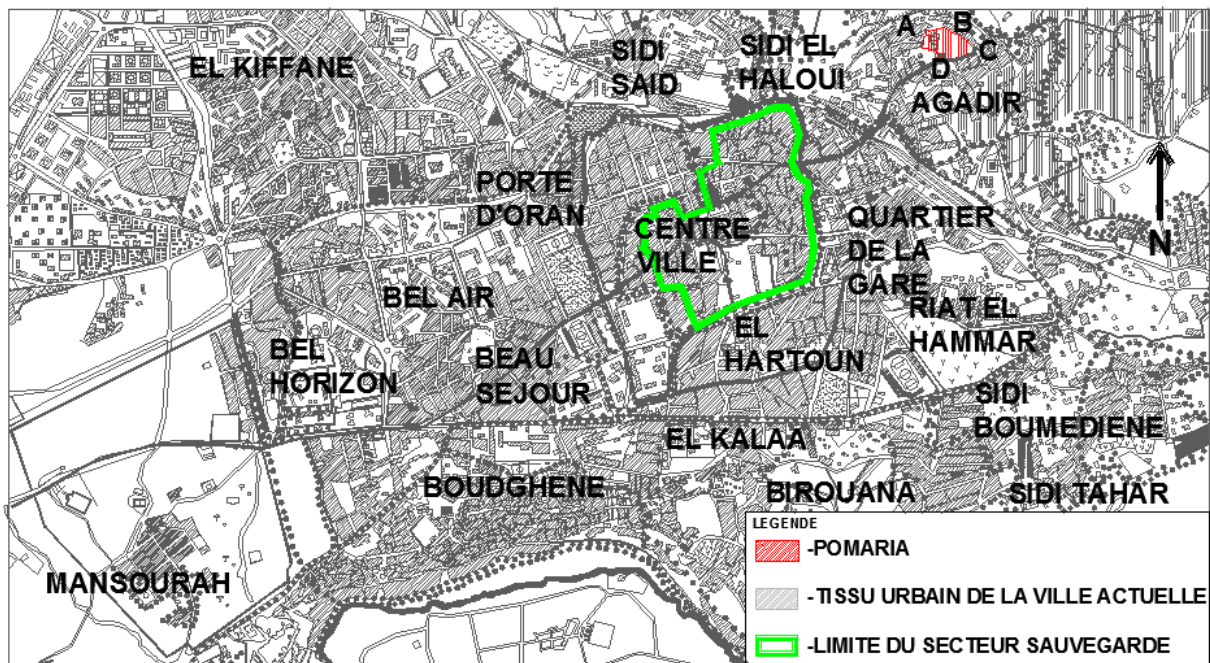 EL KIFFANE
SIDI
SAID
SIDI EL
HALOUI
A
B
C
D
AGADIR
PORTE
D'ORAN
CENTRE
VILLE
QUARTIER
DE LA
GARE
BEL AIR
RIAT EL
HAMMAR
BEL
HORIZON
BEAU
SEJOUR
EL
HARTOUN
SIDI
BOUMEDIENE
EL KALAA
BOUDGHENE
BIROUANA
SIDI TAHAR
MANSOURAH
N
LEGENDE
-POMARIA
-TISSU URBAIN DE LA VILLE ACTUELLE
-LIMITE DU SECTEUR SAUVEGARDE